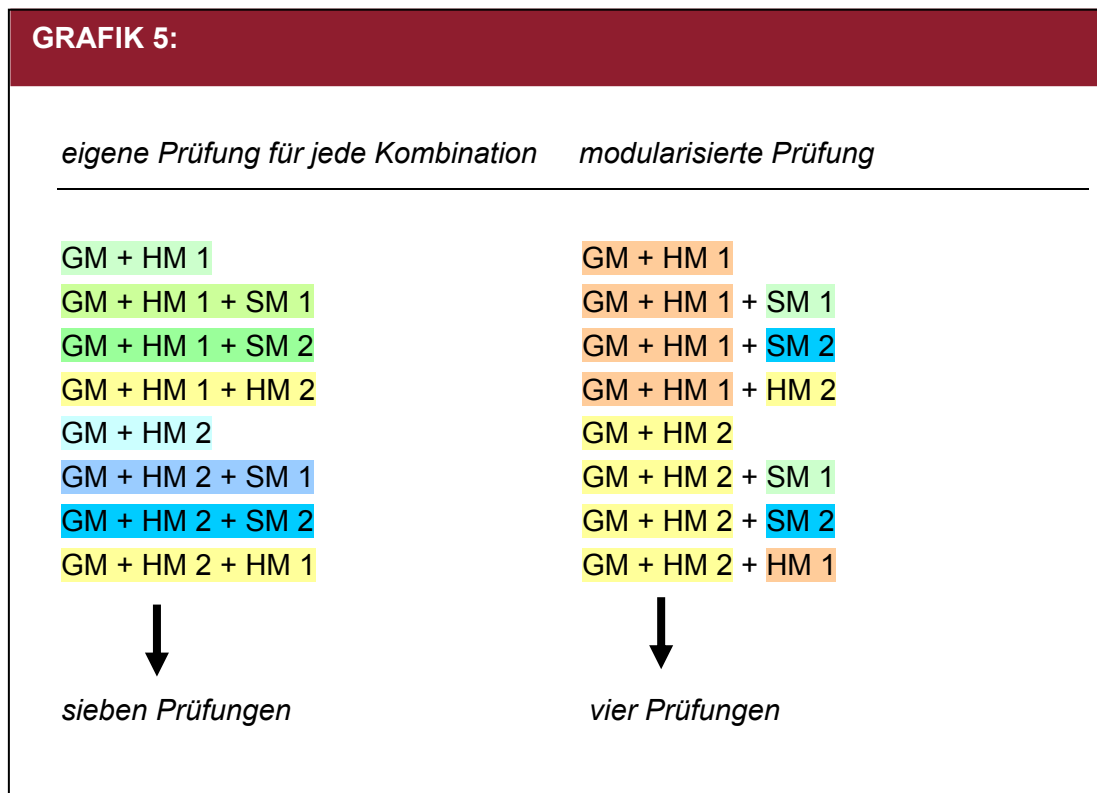 GRAFIK 5:
eigene Prüfung für jede Kombination modularisierte Prüfung
GM + HM 1 GM + HM 1
GM + HM 1 + SM 1 GM + HM 1 + SM 1
GM + HM 1 + SM 2 GM + HM 1 + SM 2
GM + HM 1 + HM 2 GM + HM 1 + HM 2
GM + HM 2 GM + HM 2
GM + HM 2 + SM 1 GM + HM 2 + SM 1
GM + HM 2 + SM 2 GM + HM 2 + SM 2
GM + HM 2 + HM 1 GM + HM 2 + HM 1
sieben Prüfungen vier Prüfungen